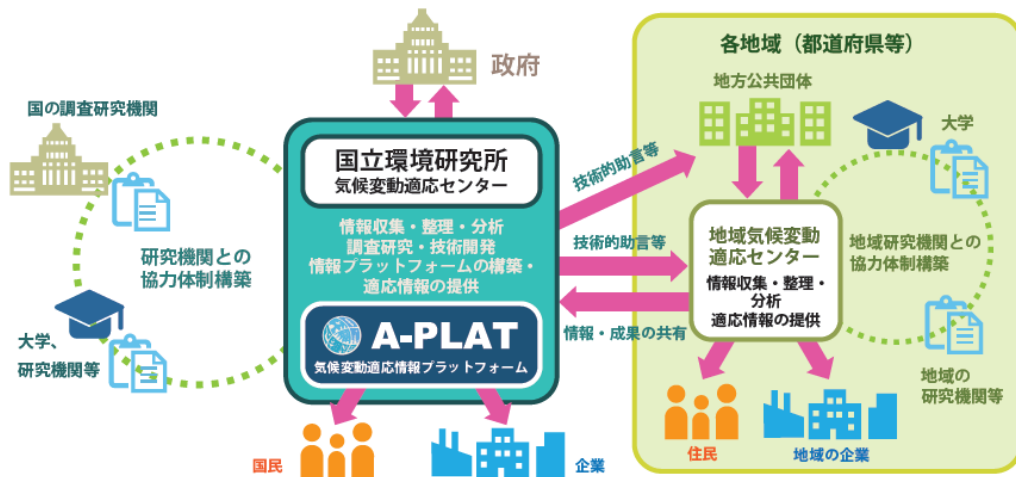 政府
国の調査研究機関
国立環境研究所
気候変動適応センター
情報収集・整理・分析
調査研究・技術開発
情報プラットフォームの構築・
適応情報の提供
A-PLAT
気候変動適応情報プラットフォーム
研究機関との
協力体制構築
大学、
研究機関等
国民
企業
技術的助言等
技術的助言等
情報・成果の共有
各地域（都道府県等）
地方公共団体
大学
地域気候変動
適応センター
情報収集・整理・
分析
適応情報の提供
地域研究機関との
協力体制構築
地域の
研究機関等
住民
地域の企業